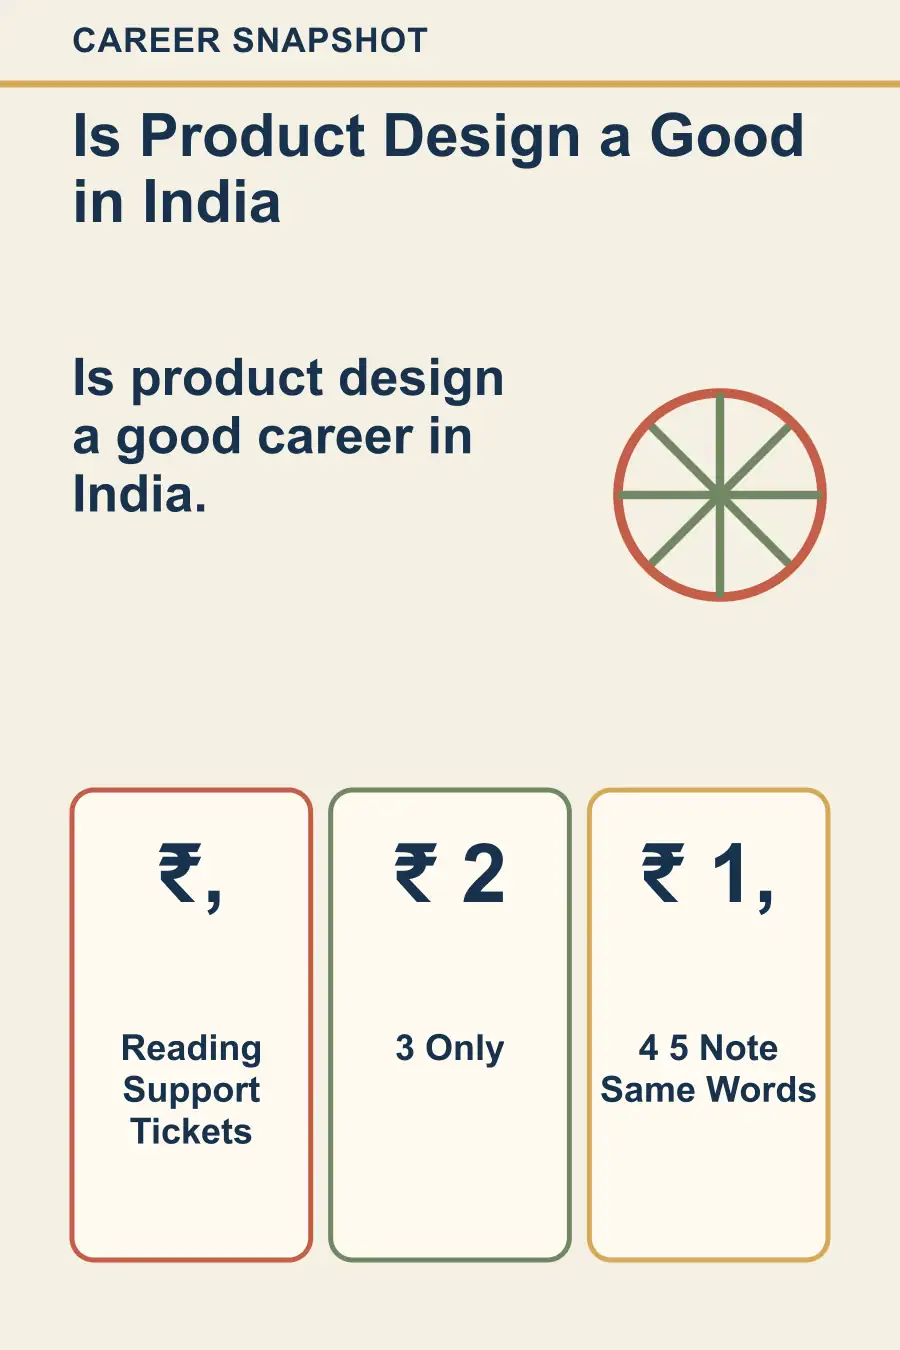 CAREER SNAPSHOT
Is Product Design a Good
in India
Is product design
a good career in
India.
₹,
Reading
Support
Tickets
₹ 2
3 Only
₹ 1,
4 5 Note
Same Words